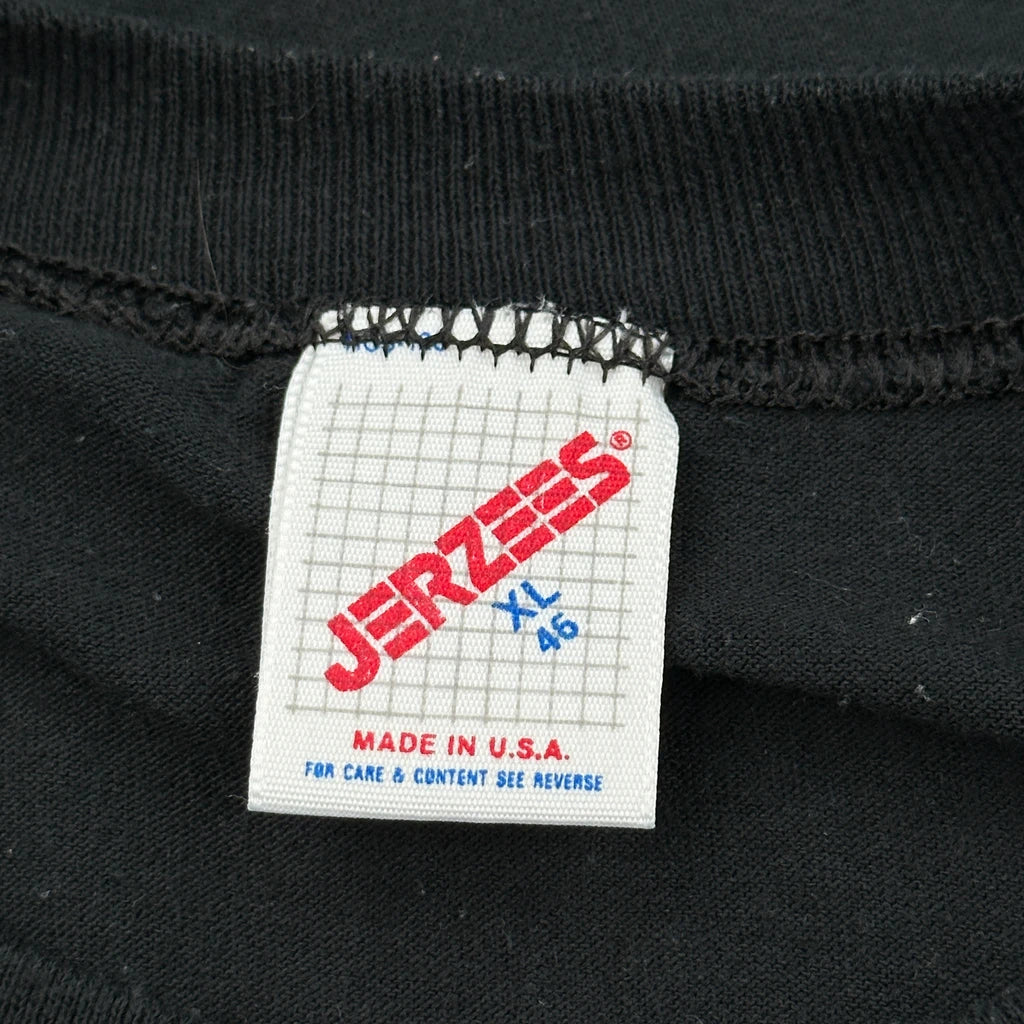 JERZEES®
XL
46
MADE IN U.S.A.
FOR CARE & CONTENT SEE REVERSE